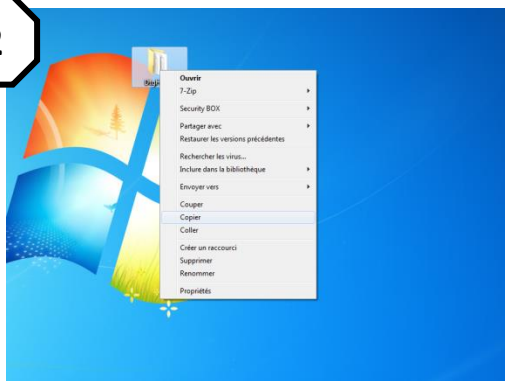 2
Ouvrir
7-Zip
Security BOX
Partager avec
Restaurer les versions précédentes
Rechercher les virus...
Inclure dans la bibliothèque
Envoyer vers
Couper
Copier
Coller
Créer un raccourci
Supprimer
Renommer
Propriétés